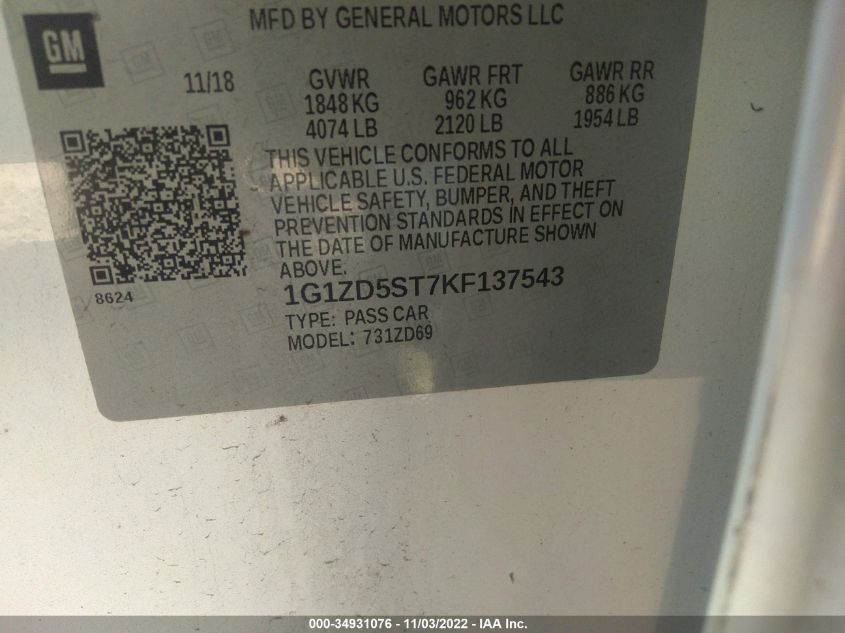 MFD BY GENERAL MOTORS LLC
GM
11/18 GVWR GAWR FRT GAWR RR
1848 KG 962 KG 886 KG
4074 LB 2120 LB 1954 LB
THIS VEHICLE CONFORMS TO ALL
APPLICABLE U.S. FEDERAL MOTOR
VEHICLE SAFETY, BUMPER, AND THEFT
PREVENTION STANDARDS IN EFFECT ON
THE DATE OF MANUFACTURE SHOWN
ABOVE.
8624
1G1ZD5ST7KF137543
TYPE: PASS CAR
MODEL: 731ZD69
000-34931076 - 11/03/2022 - IAA Inc.